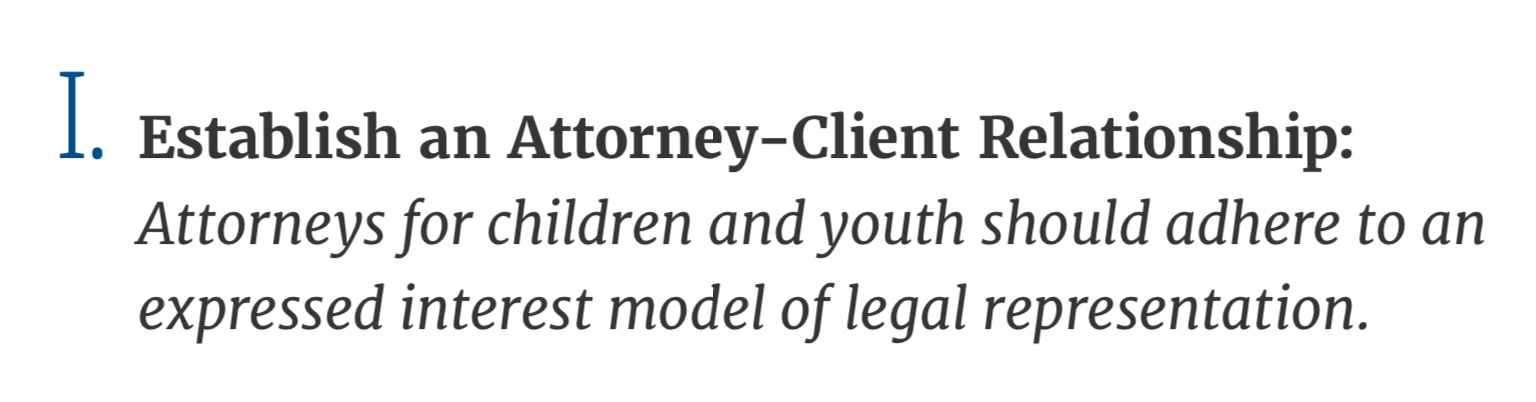 I. Establish an Attorney–Client Relationship:
Attorneys for children and youth should adhere to an
expressed interest model of legal representation.